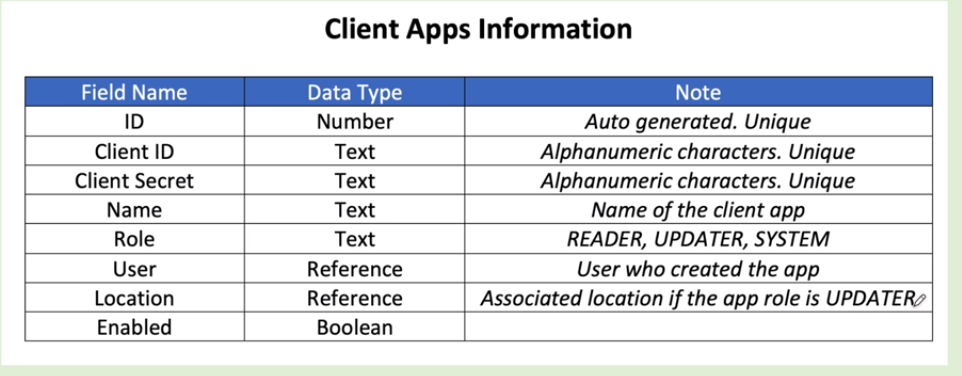 Client Apps Information
Field Name Data Type Note
ID Number Auto generated. Unique
Client ID Text Alphanumeric characters. Unique
Client Secret Text Alphanumeric characters. Unique
Name Text Name of the client app
Role Text READER, UPDATER, SYSTEM
User Reference User who created the app
Location Reference Associated location if the app role is UPDATER
Enabled Boolean